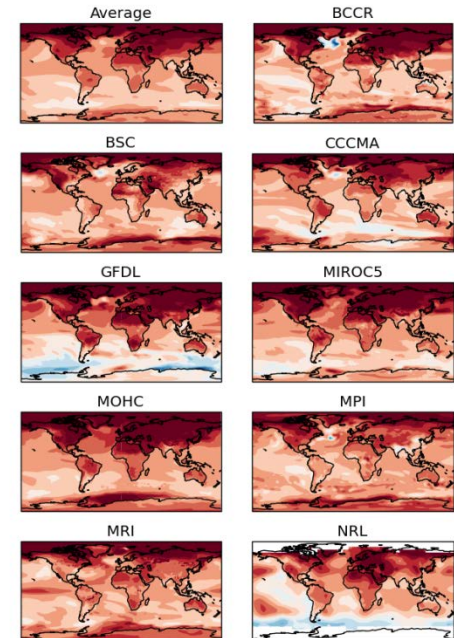 Average
BCCR
BSC
CCCMA
GFDL
MIROC5
MOHC
MPI
MRI
NRL